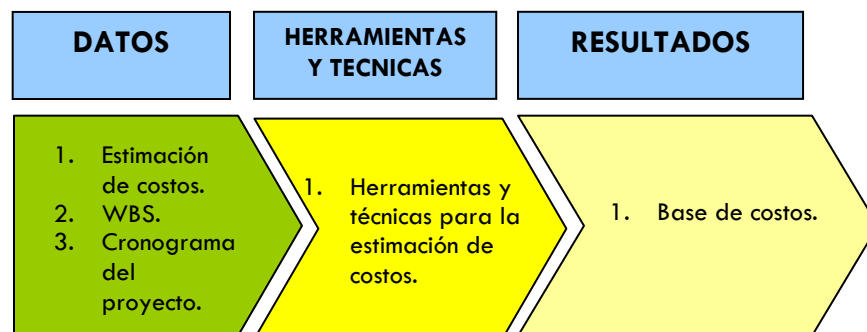 DATOS
HERRAMIENTAS
Y TECNICAS
RESULTADOS
1. Estimación
de costos.
2. WBS.
3. Cronograma
del
proyecto.
1. Herramientas y
técnicas para la
estimación de
costos.
1. Base de costos.